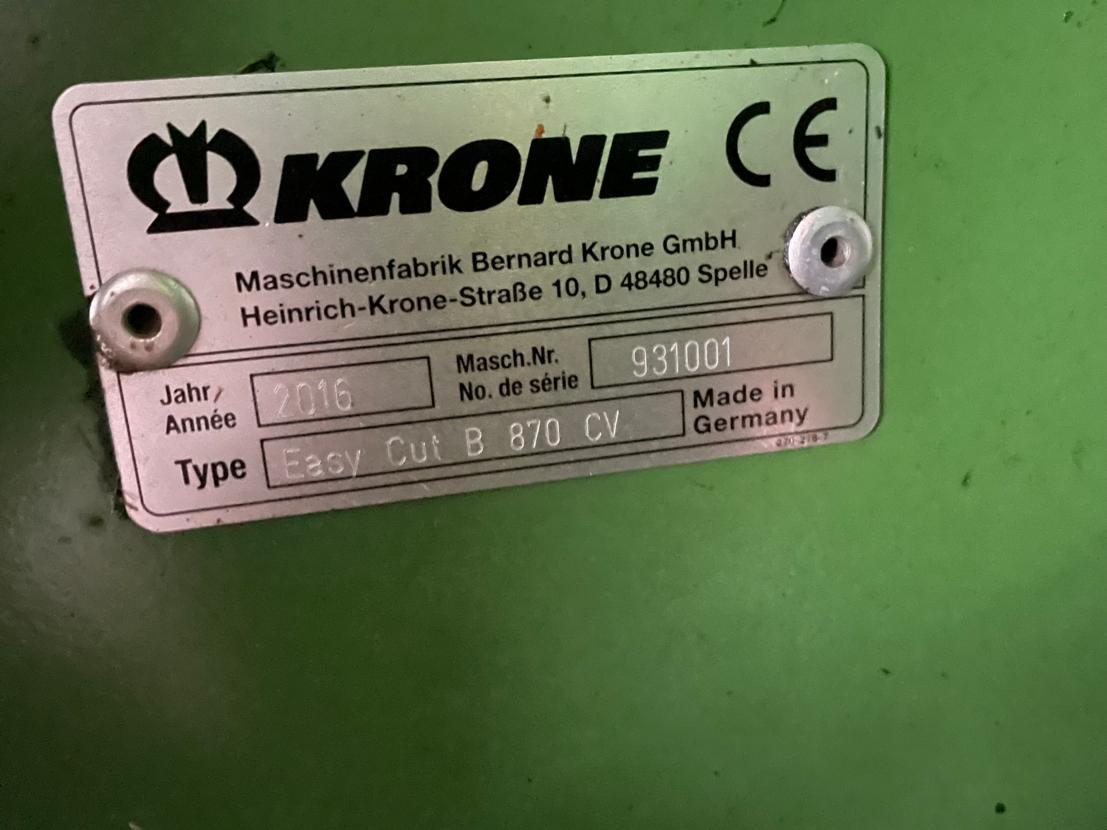 KRONE CE
Maschinenfabrik Bernard Krone GmbH
Heinrich-Krone-Straße 10, D 48480 Spelle
Jahr/
Année
2016
Masch.Nr.
No. de série
931001
Type
Easy Cut B 870 CV
Made in
Germany